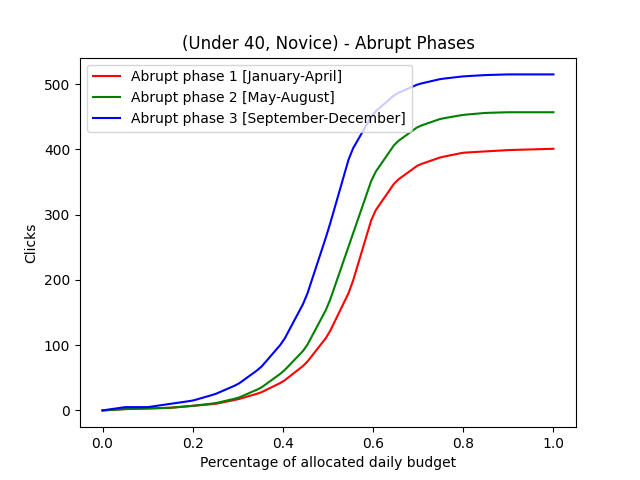 (Under 40, Novice) - Abrupt Phases
Abrupt phase 1 [January-April]
Abrupt phase 2 [May-August]
Abrupt phase 3 [September-December]
500
400
300
200
100
0
Clicks
0.0 0.2 0.4 0.6 0.8 1.0
Percentage of allocated daily budget